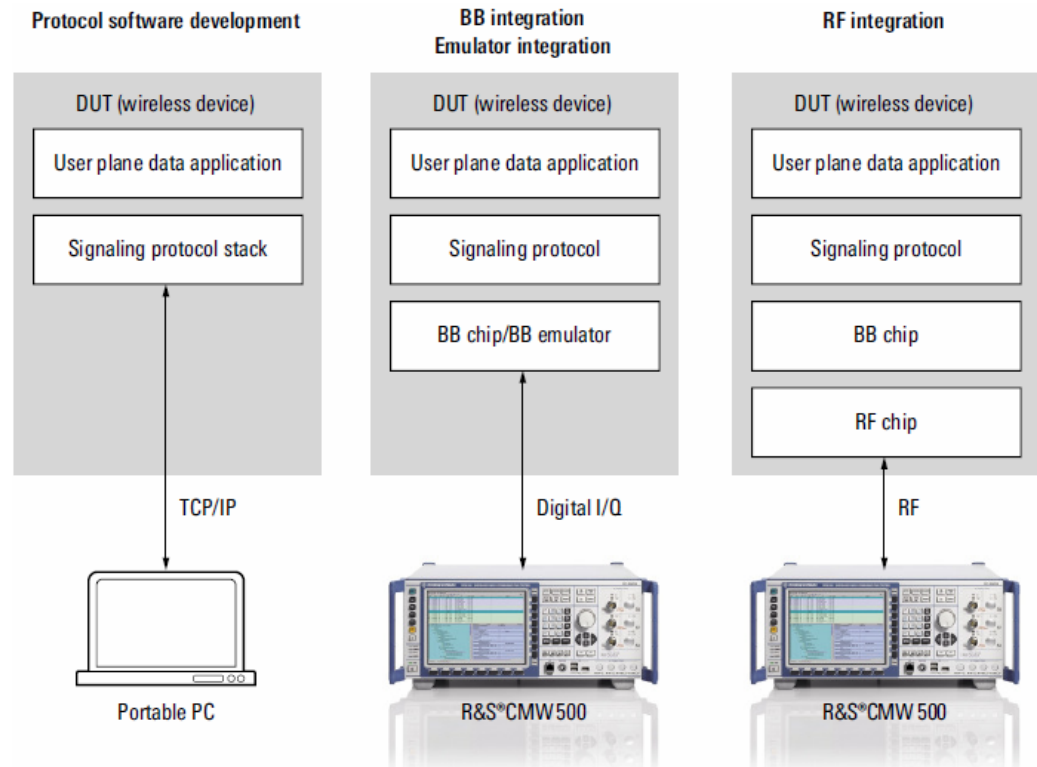 Protocol software development
DUT (wireless device)
User plane data application
Signaling protocol stack
TCP/IP
Portable PC
BB integration
Emulator integration
DUT (wireless device)
User plane data application
Signaling protocol
BB chip/BB emulator
Digital I/Q
R&S®CMW 500
RF integration
DUT (wireless device)
User plane data application
Signaling protocol
BB chip
RF chip
RF
R&S®CMW 500